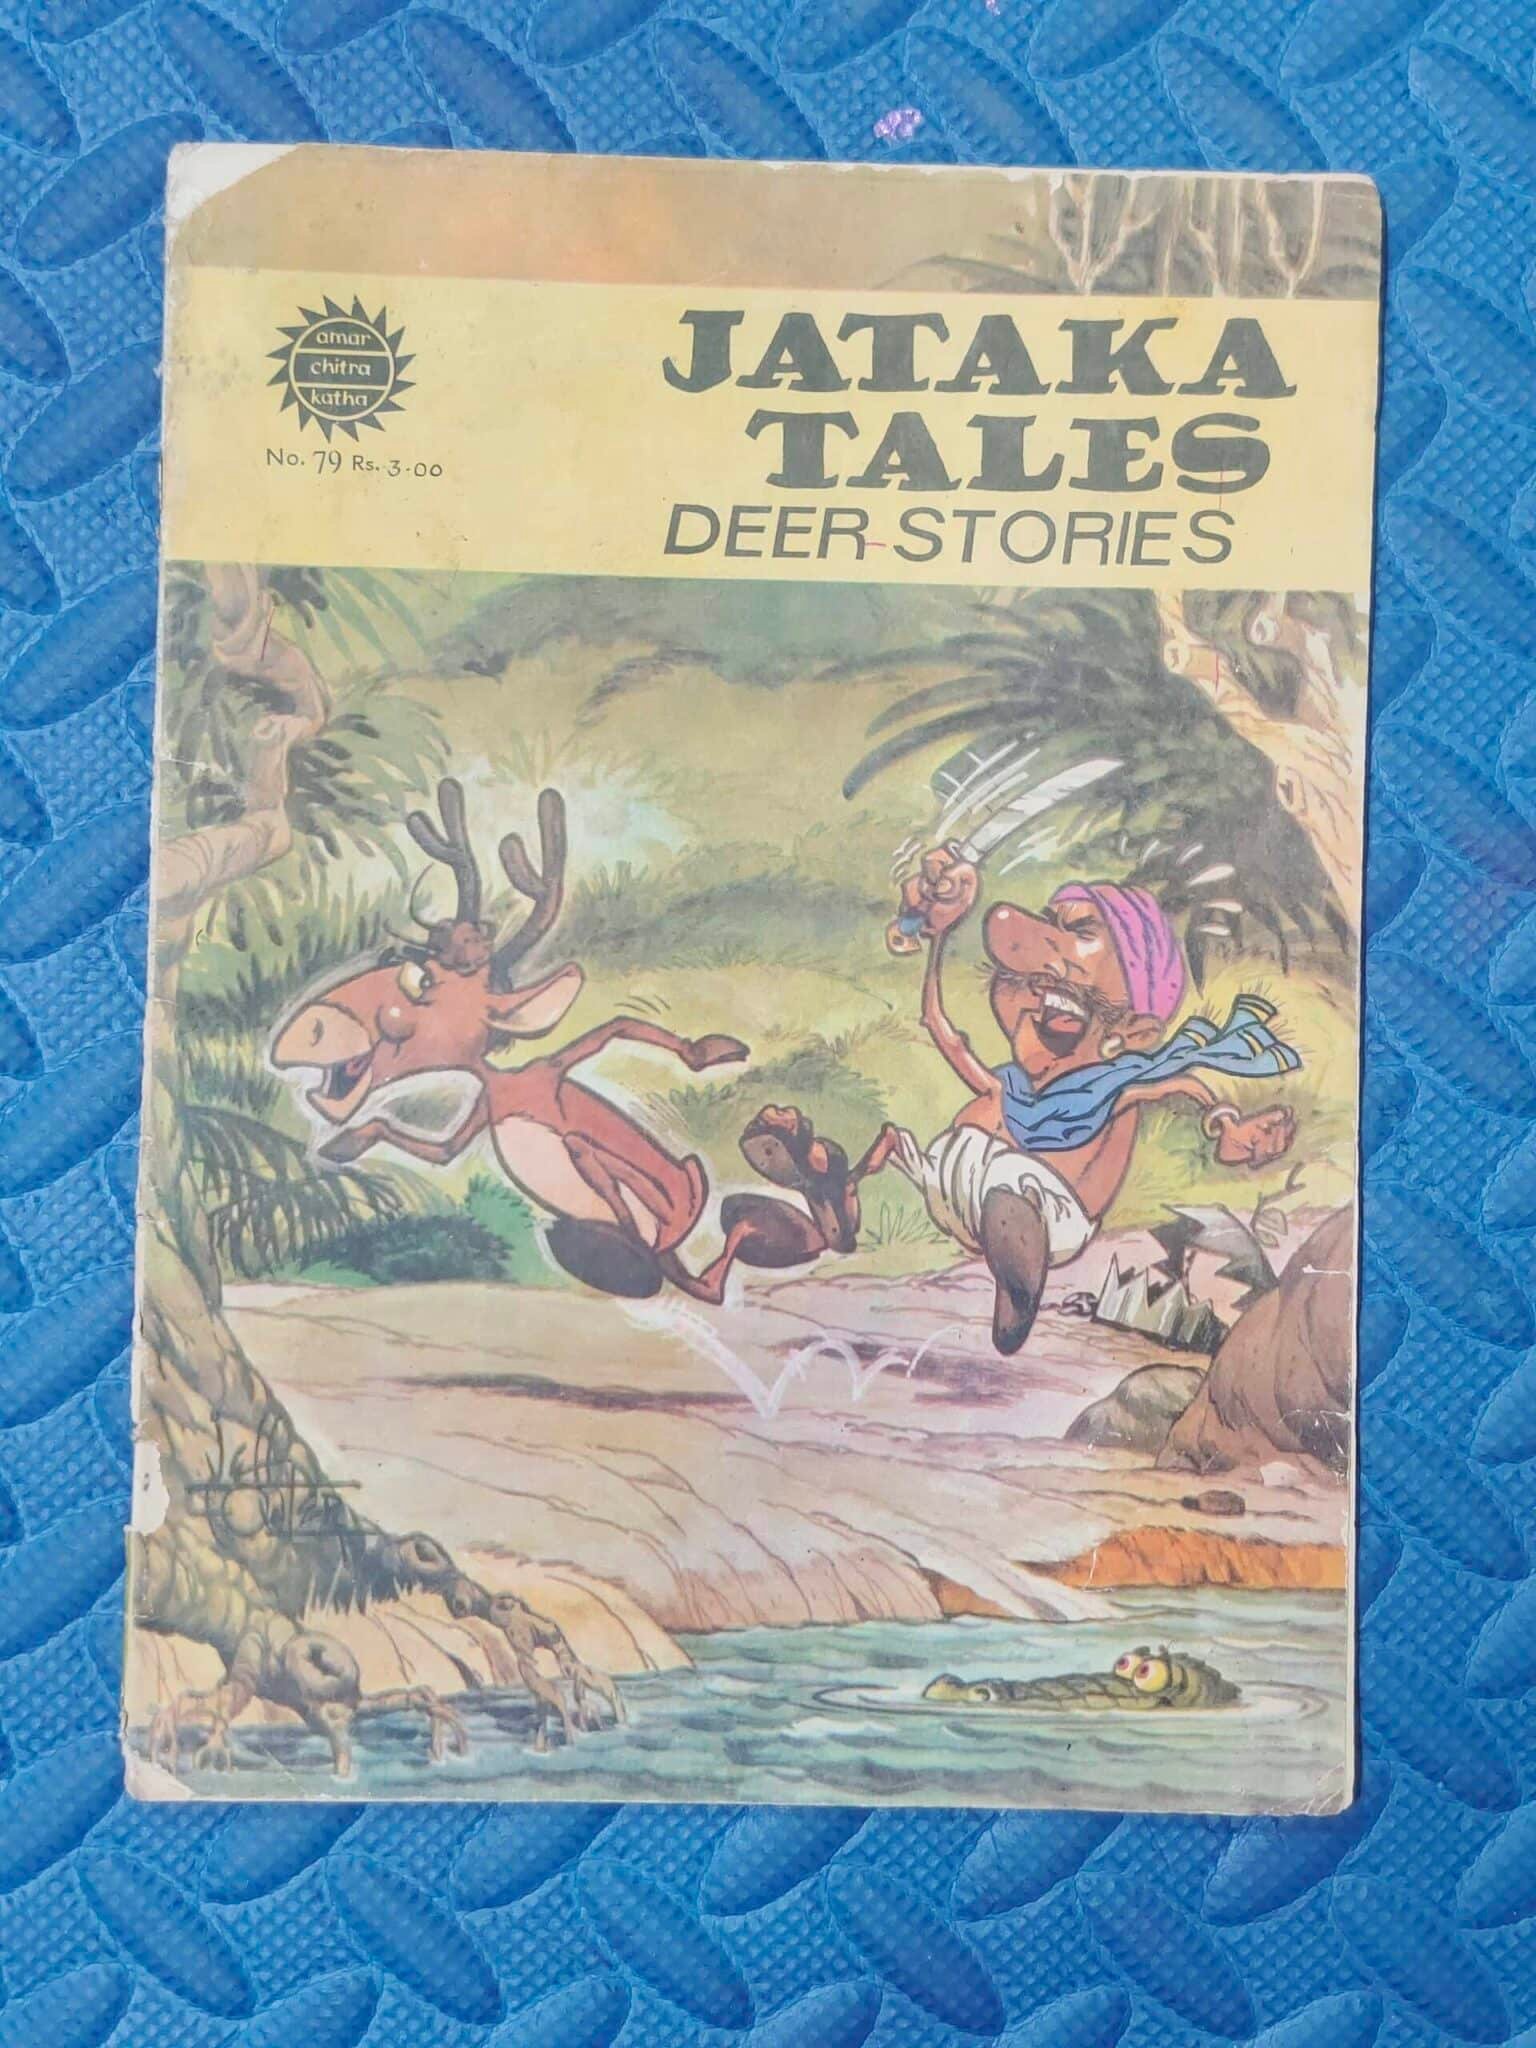 amar
chitra
katha
No. 79 Rs. 3.00
JATAKA
TALES
DEER STORIES